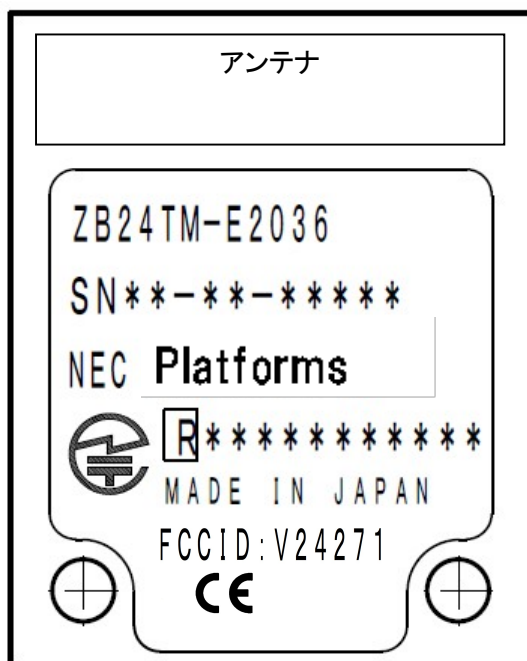 アンテナ
ZB24TM-E2036
SN**-**-*****
NEC Platforms
R***********
MADE IN JAPAN
FCCID:V24271
CE